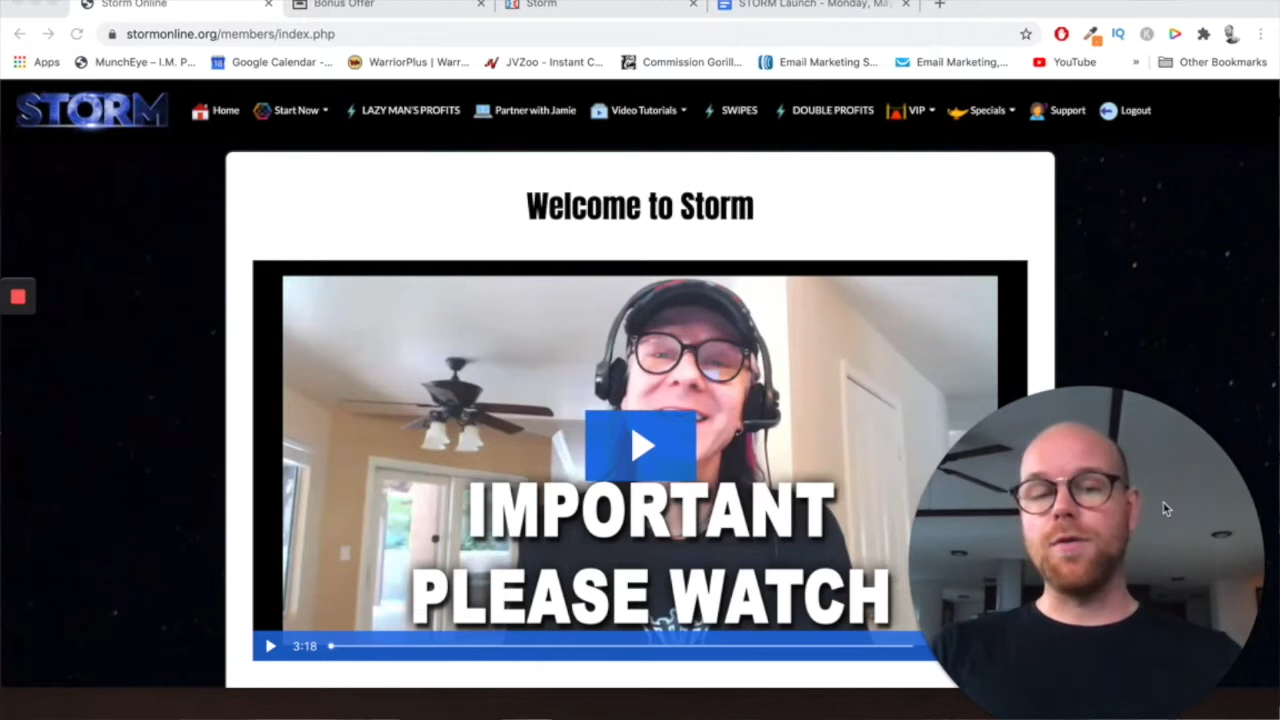 Storm Online
Bonus Offer
Storm
STORM Launch - Monday, Ma
stormonline.org/members/index.php
IQ
K
Apps
MunchEye – I.M. P...
Google Calendar -...
WarriorPlus | Warr...
JVZoo - Instant C...
Commission Gorill...
Email Marketing S...
Email Marketing,...
YouTube
»
Other Bookmarks
STORM
Home
Start Now
LAZY MAN'S PROFITS
Partner with Jamie
Video Tutorials
SWIPES
DOUBLE PROFITS
VIP
Specials
Support
Logout
Welcome to Storm
IMPORTANT
PLEASE WATCH
3:18